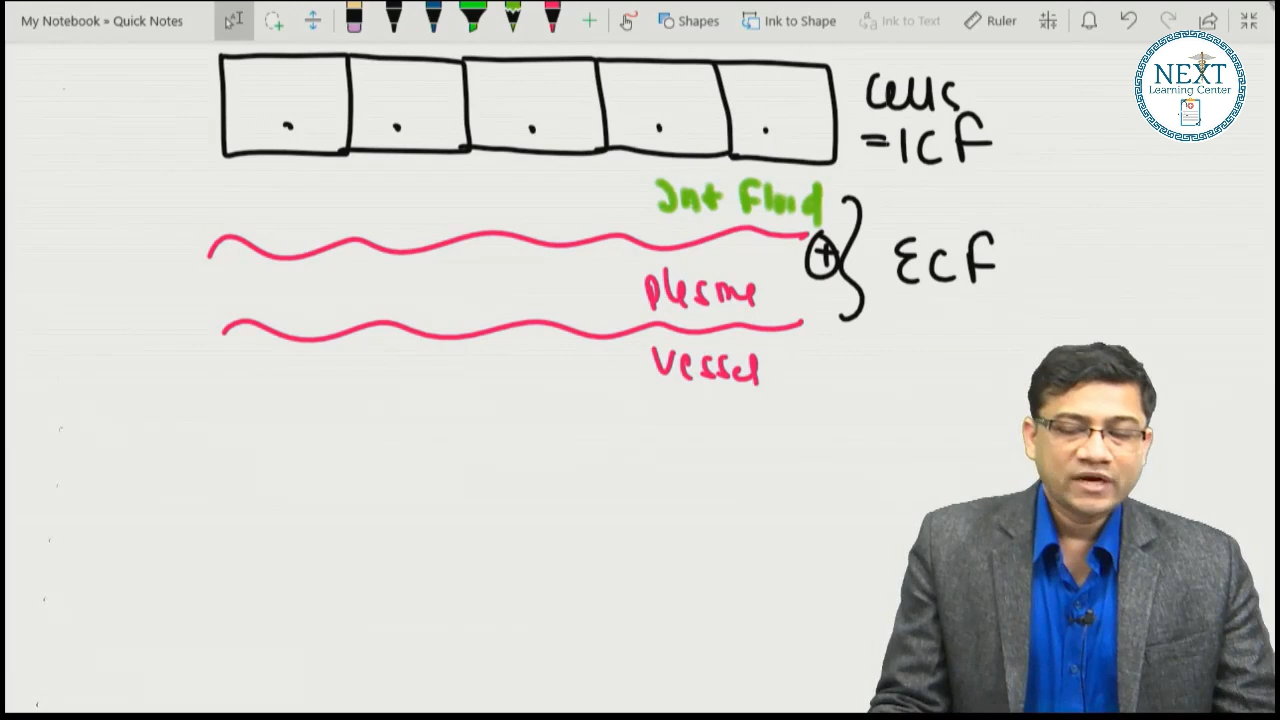 My Notebook » Quick Notes
Shapes
Ink to Shape
Ink to Text
Ruler
NEXT
Learning Center
Cells
=ICF
Int Fluid
+
ECF
Plasma
Vessel